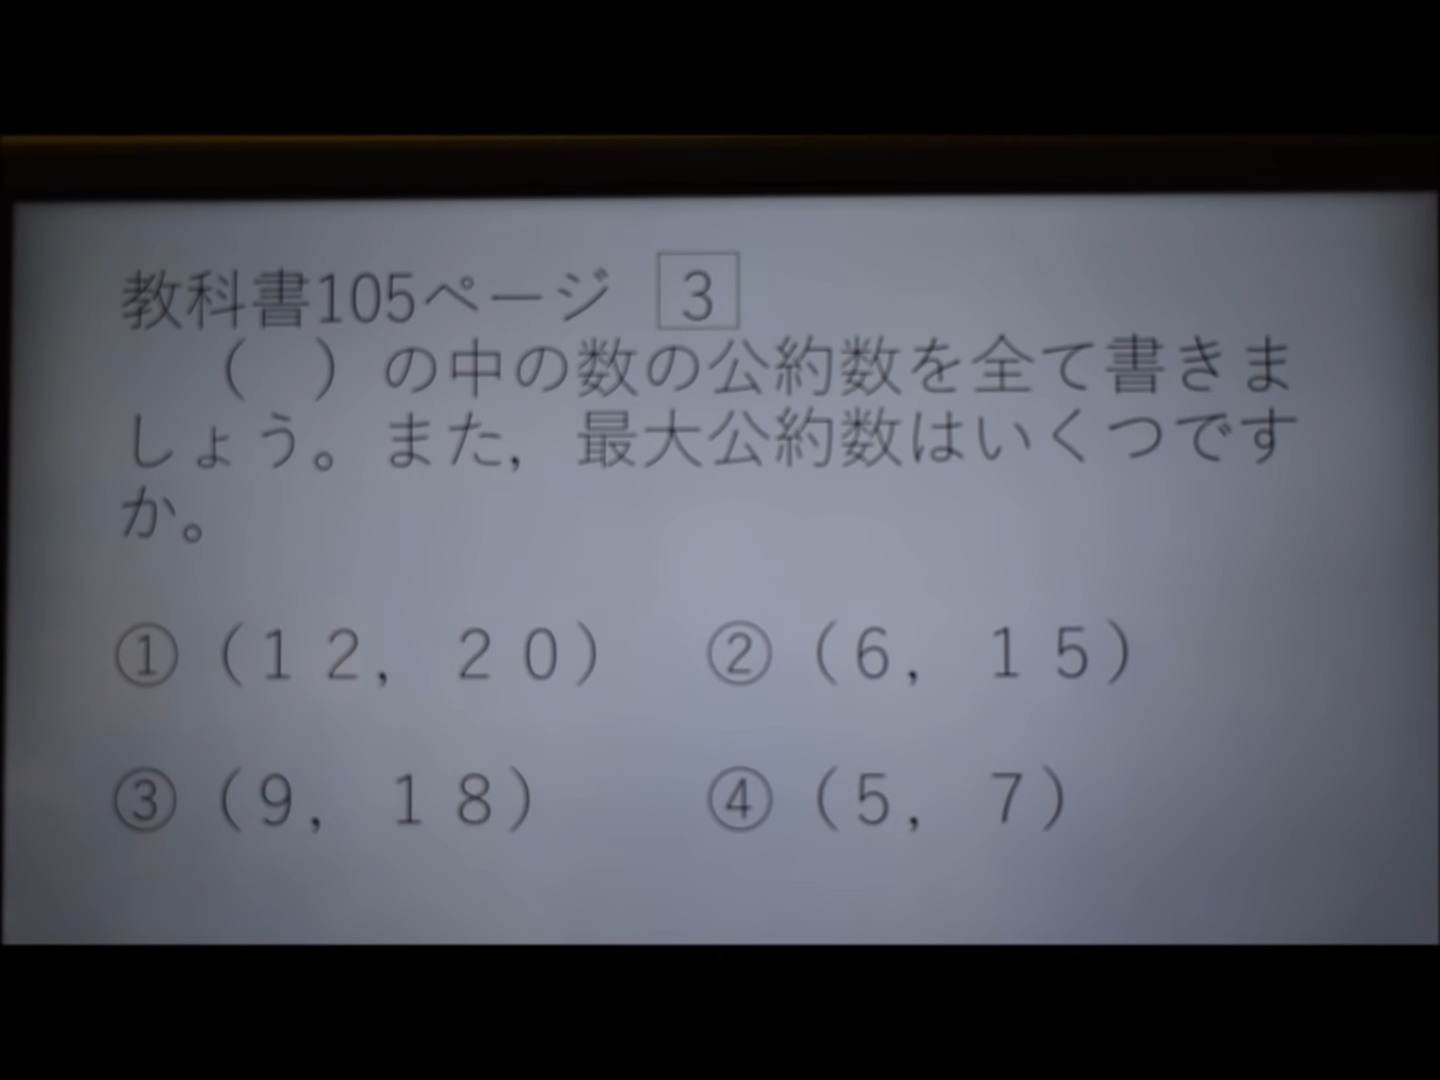 教科書105ページ 3
（　）の中の数の公約数を全て書きま
しょう。また，最大公約数はいくつです
か。
①（１２，２０）　②（６，１５）
③（９，１８）　④（５，７）